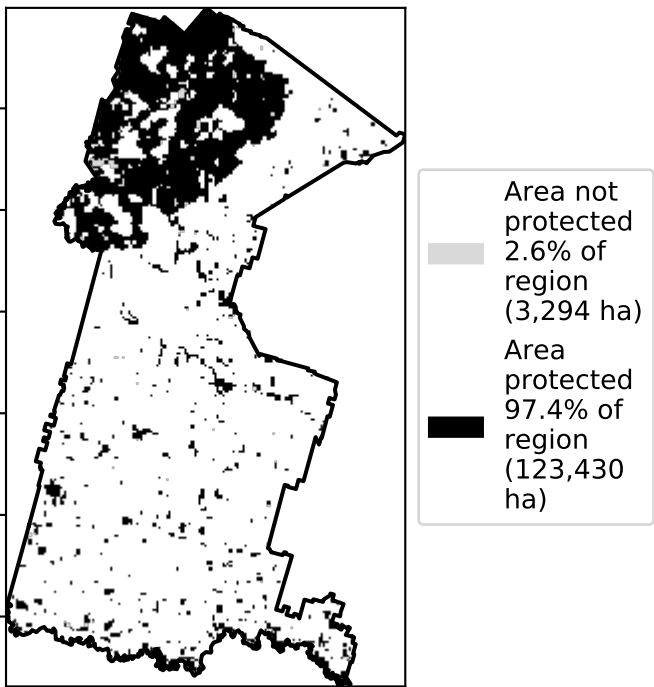 Area not
protected
2.6% of
region
(3,294 ha)
Area
protected
97.4% of
region
(123,430
ha)